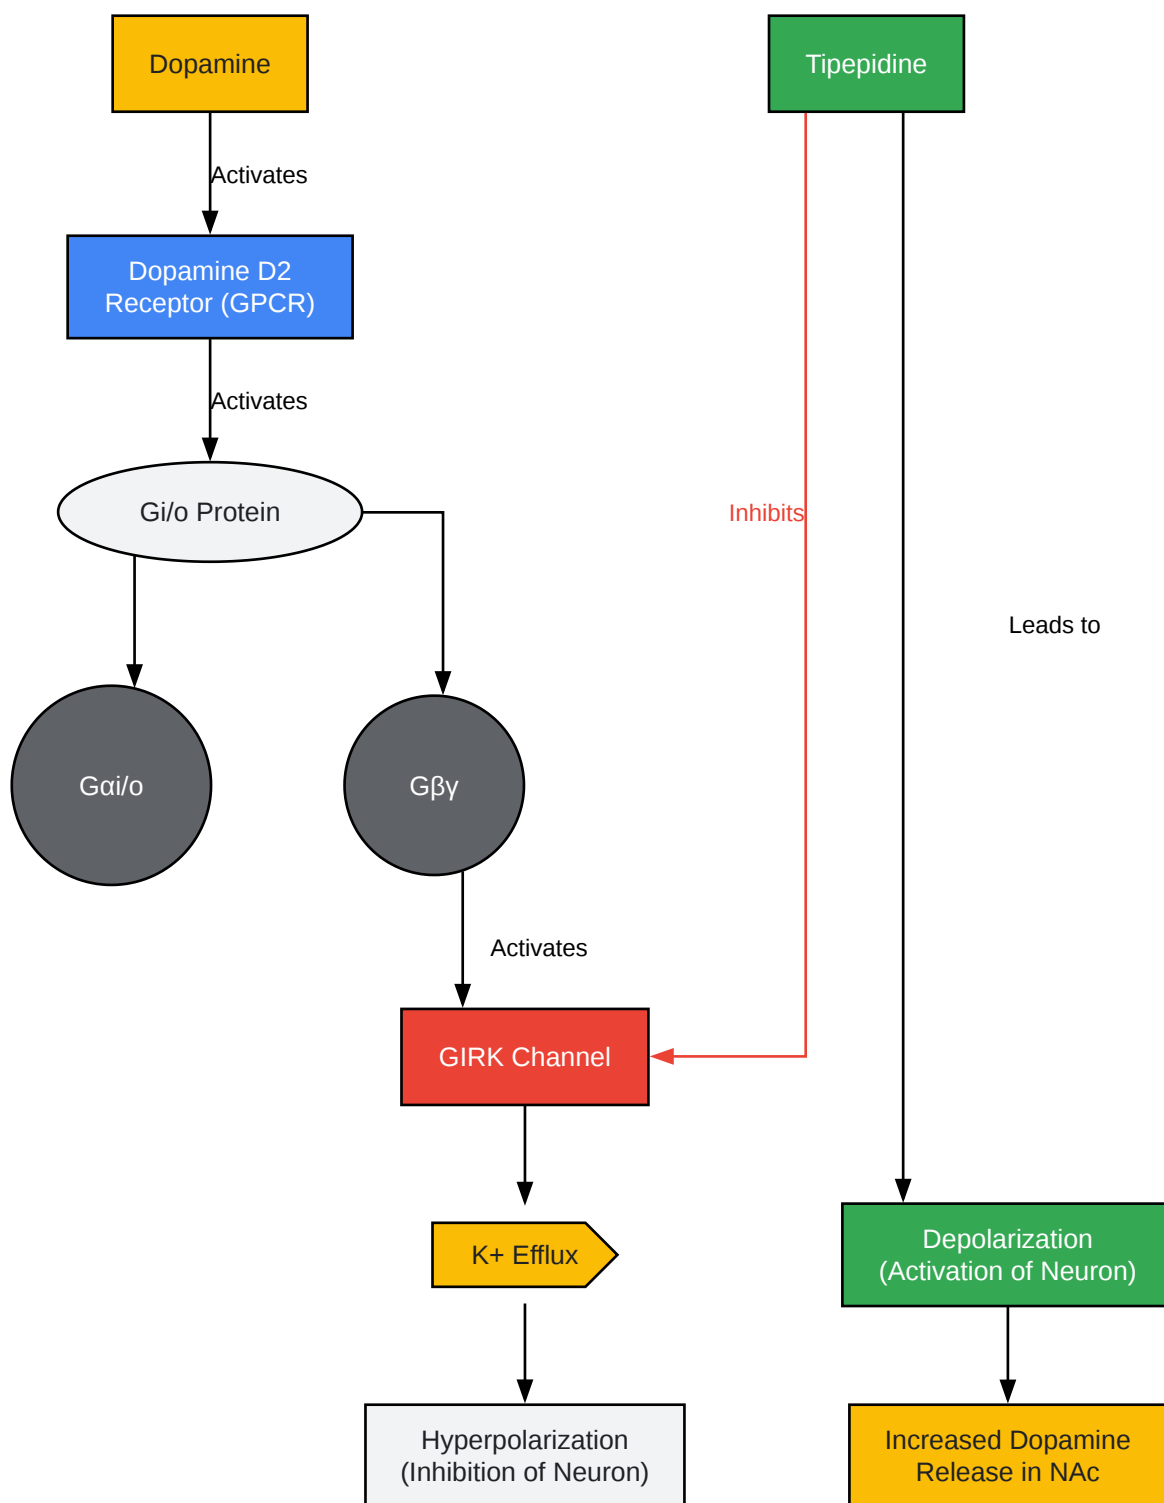 Dopamine
Tipepidine
Activates
Dopamine D2
Receptor (GPCR)
Activates
Gi/o Protein
Inhibits
Leads to
Gαi/o
Gβγ
Activates
GIRK Channel
K+ Efflux
Depolarization
(Activation of Neuron)
Hyperpolarization
(Inhibition of Neuron)
Increased Dopamine
Release in NAc